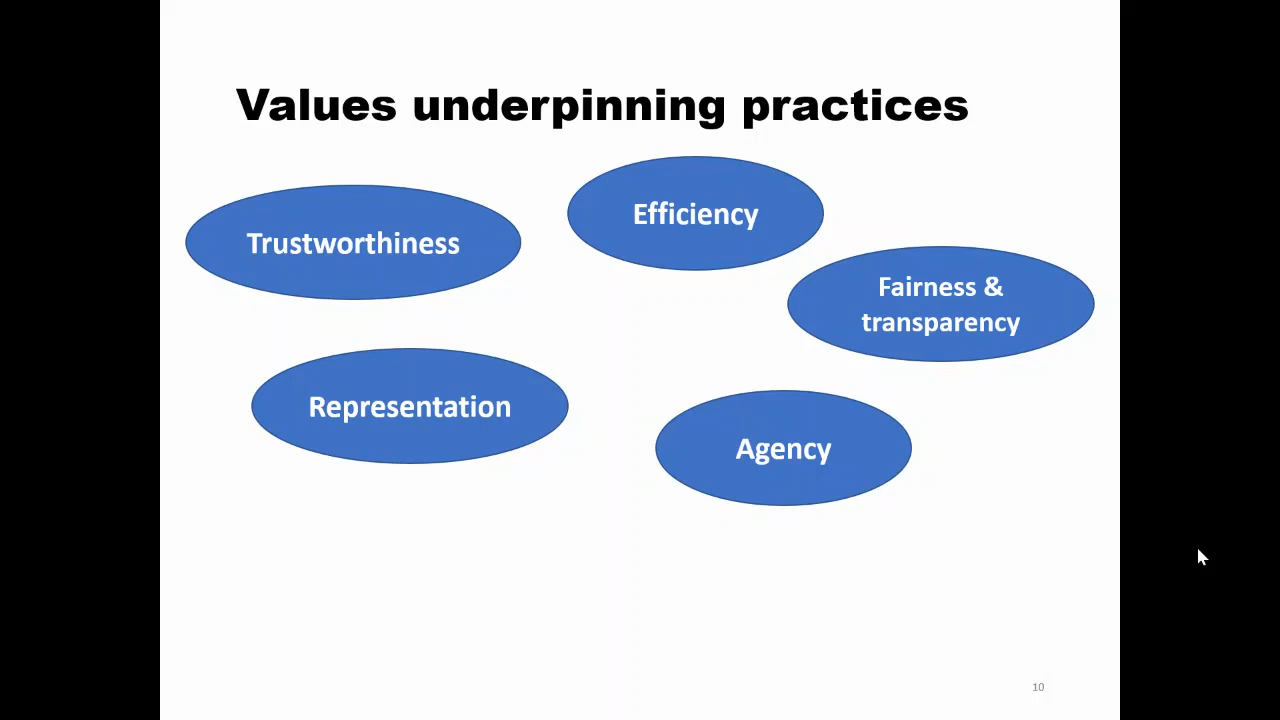 Values underpinning practices
Efficiency
Trustworthiness
Fairness &
transparency
Representation
Agency
10